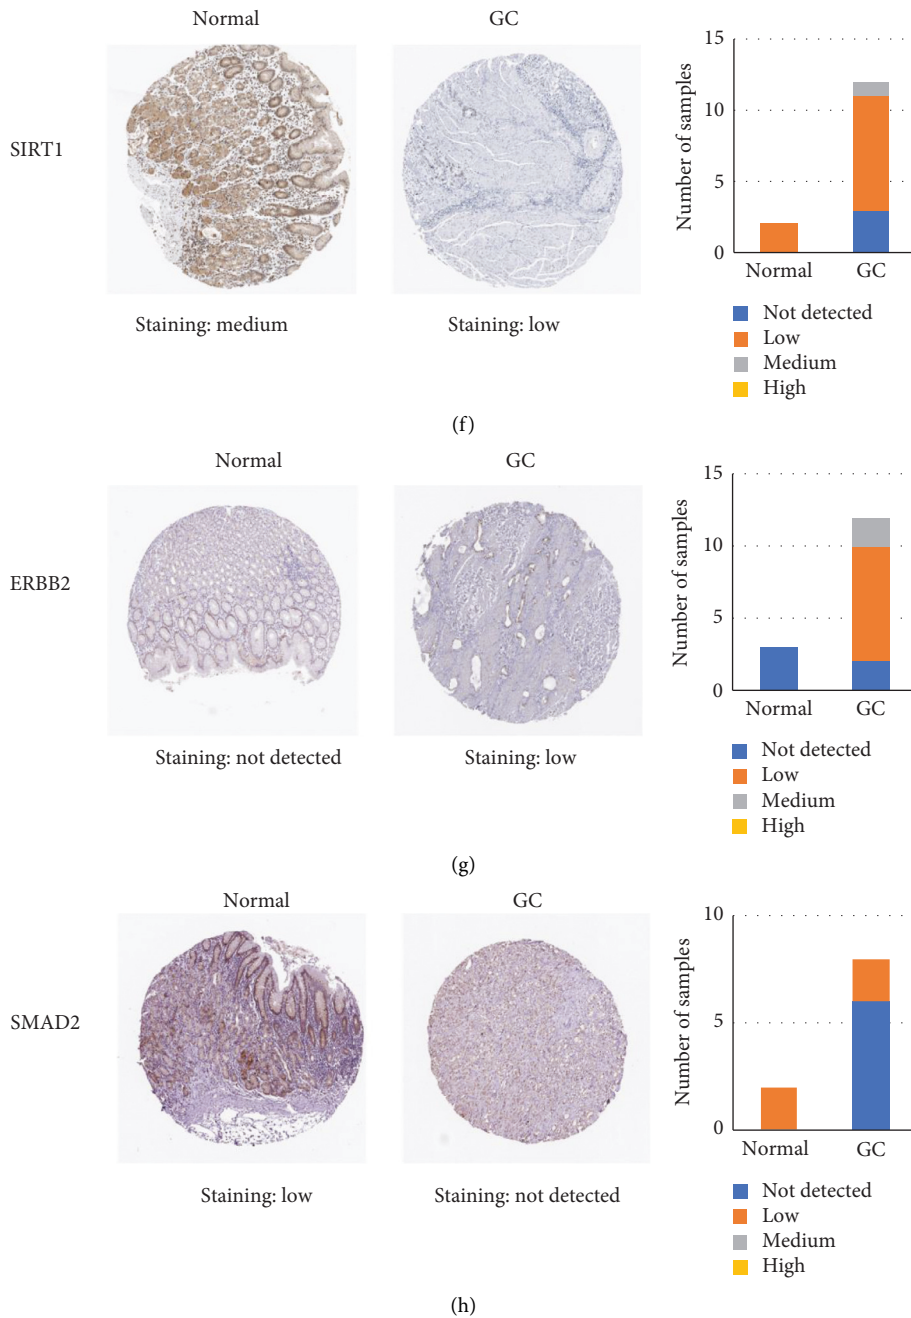 Normal
GC
SIRT1
Staining: medium
Staining: low
Number of samples
15
10
5
0
Normal
GC
Not detected
Low
Medium
High
(f)
Normal
GC
ERBB2
Staining: not detected
Staining: low
Number of samples
15
10
5
0
Normal
GC
Not detected
Low
Medium
High
(g)
Normal
GC
SMAD2
Staining: low
Staining: not detected
Number of samples
10
5
0
Normal
GC
Not detected
Low
Medium
High
(h)